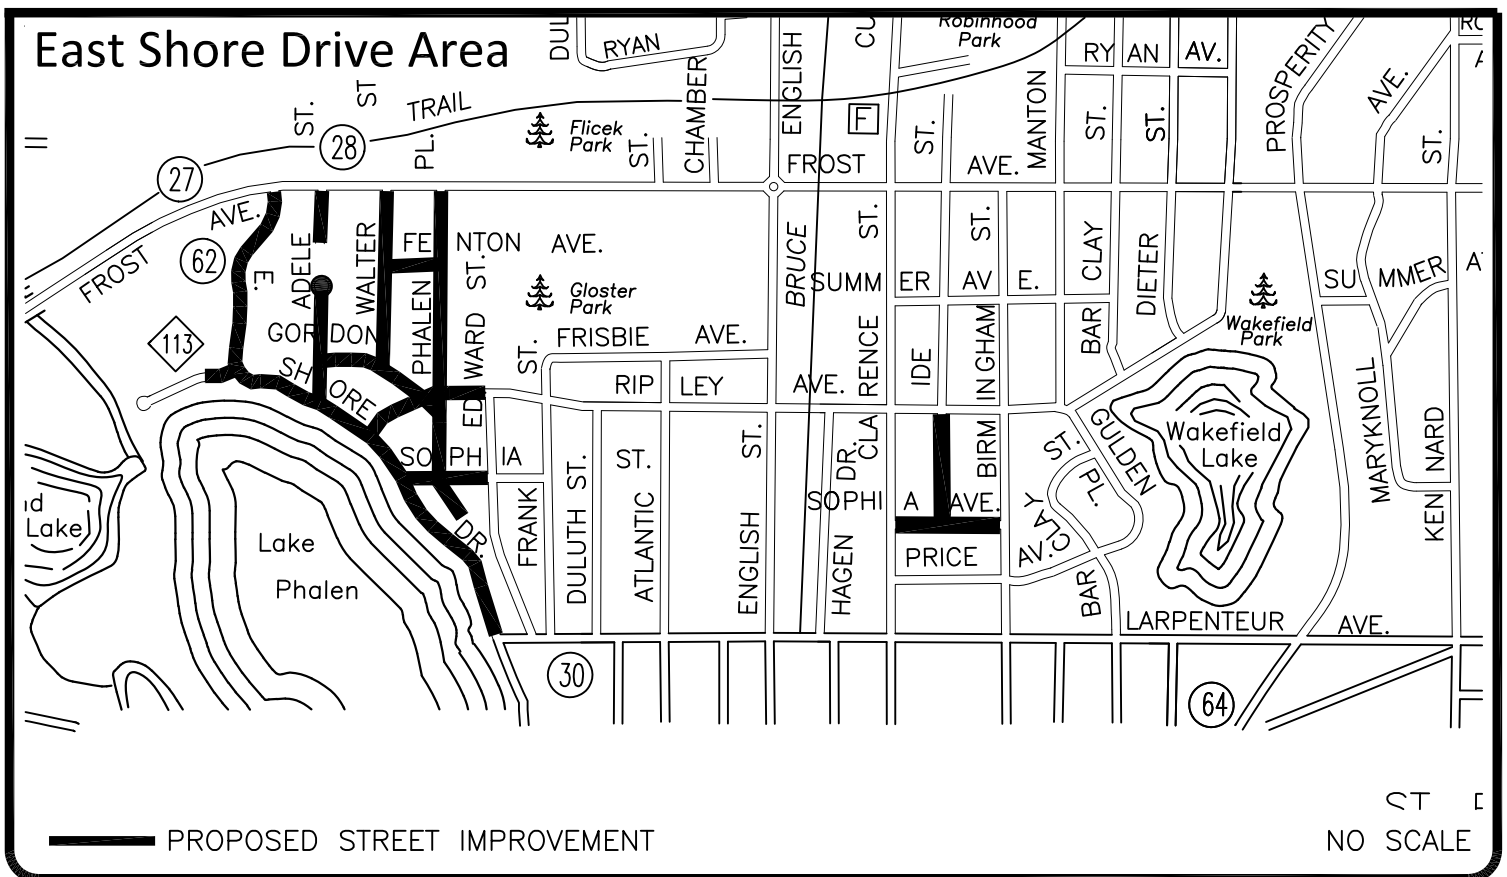 East Shore Drive Area
RYAN
ENGLISH
Robinhood
Park
RY AN AV.
PROSPERITY
AVE.
ST.
ST
TRAIL
PL.
Flicek
Park
ST.
CHAMBER
F
ST.
MANTON
ST.
ST.
ST.
27
28
FROST AVE.
FROST AVE.
62
E.
ADELE
WALTER
FE NTON AVE.
PHALEN
ED WARD ST.
Gloster
Park
BRUCE
SUMM ER AV E.
ST.
ST.
BAR CLAY
DIETER
Wakefield
Park
SU MMER
113
GOR DON
SH ORE DR.
ST.
FRISBIE AVE.
RIP LEY AVE.
CLA RENCE
IDE
BIRM INGHAM
GULDEN PL.
Wakefield
Lake
MARYKNOLL
KEN NARD
SO PH IA
ST.
ST.
ST.
DR.
SOPHI A AVE.
ST.
BAR CLAY
Lake
Lake
Phalen
FRANK
DULUTH
ATLANTIC
ENGLISH
HAGEN
PRICE AV.
LARPENTEUR AVE.
30
64
ST
PROPOSED STREET IMPROVEMENT
NO SCALE